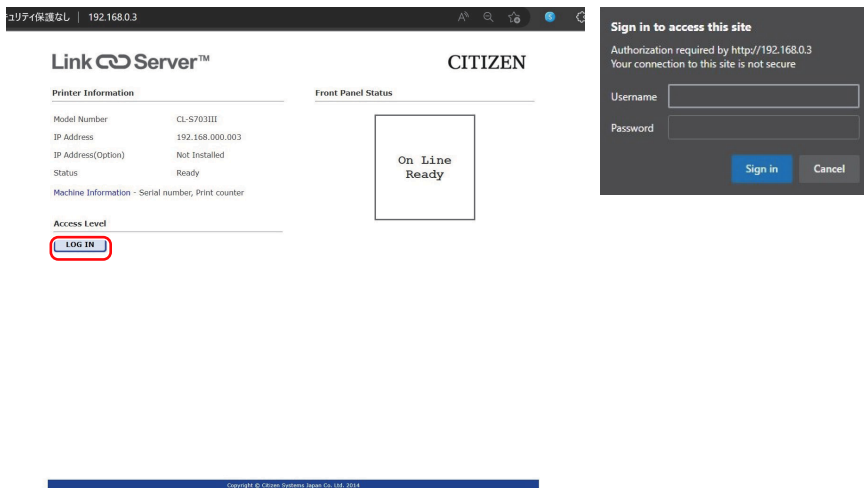 ュリティ保護なし | 192.168.0.3
Link Server™
CITIZEN
Printer Information
Model Number CL-S703III
IP Address 192.168.000.003
IP Address(Option) Not Installed
Status Ready
Machine Information - Serial number, Print counter
Access Level
LOG IN
Front Panel Status
On Line
Ready
Copyright © Citizen Systems Japan Co. Ltd. 2014
Sign in to access this site
Authorization required by http://192.168.0.3
Your connection to this site is not secure
Username
Password
Sign in Cancel